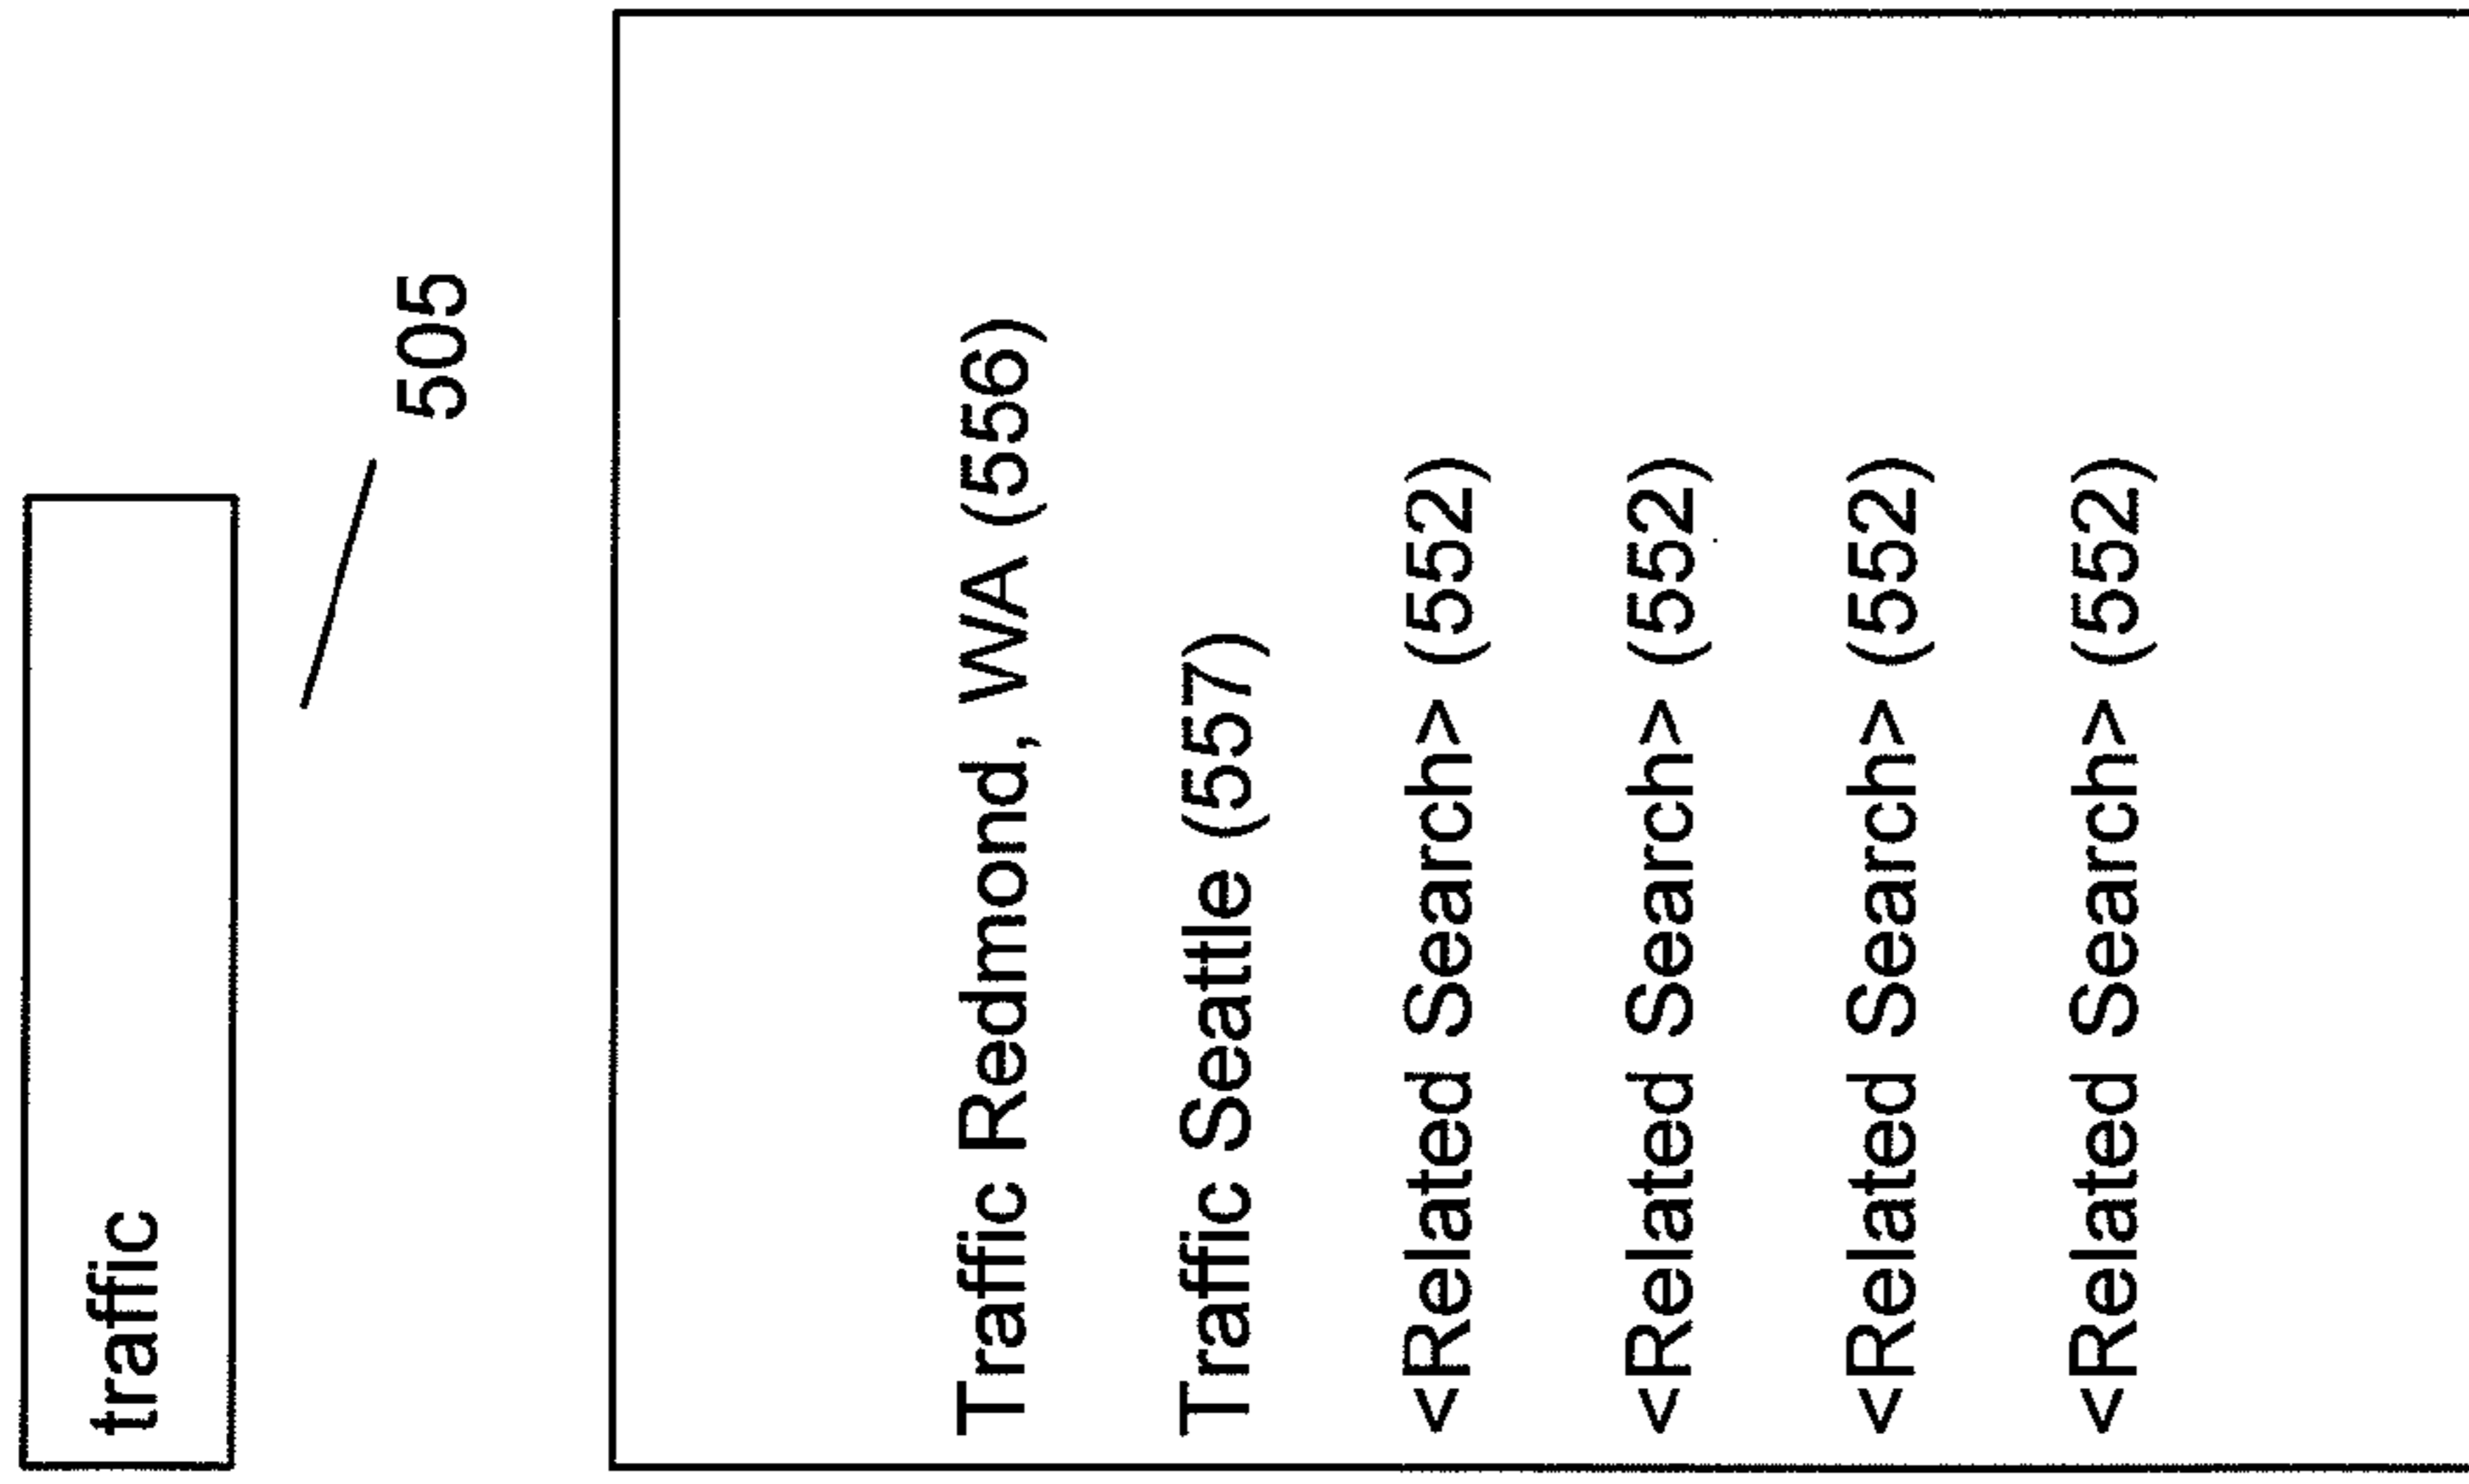 traffic
505
Traffic Redmond, WA (556)
Traffic Seattle (557)
<Related Search> (552)
<Related Search> (552)
<Related Search> (552)
<Related Search> (552)